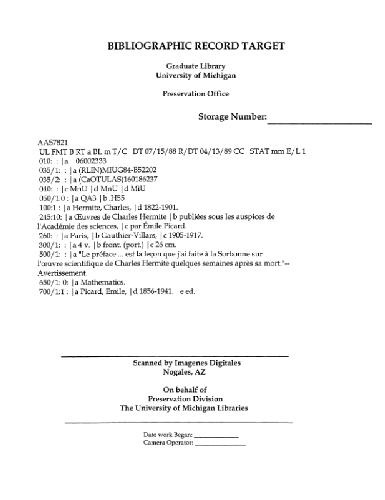 BIBLIOGRAPHIC RECORD TARGET
Graduate Library
University of Michigan
Preservation Office
Storage Number:
AAS7821
UL FMT B RT a BL m T/C DT 07/15/88 R/DT 04/13/89 CC STAT mm E/L 1
010: : |a 06002233
035/1: : |a (RLIN)MIUG84-B52202
035/2: : |a (CaOTULAS)160186237
040: : |c MnU |d MnU |d MiU
050/1:0 : |a QA3 |b .H55
100:1 : |a Hermite, Charles, |d 1822-1901.
245:10: |a Œuvres de Charles Hermite |b publiées sous les auspices de
l'Académie des sciences, |c par Émile Picard.
260: : |a Paris, |b Gauthier-Villars, |c 1905-1917.
300/1: : |a 4 v. |b front. (port.) |c 26 cm.
500/1: : |a "Le préface ... est la leçon que j'ai faite à la Sorbonne sur
l'œuvre scientifique de Charles Hermite quelques semaines après sa mort."--
Avertissement.
650/1: 0: |a Mathematics.
700/1:1 : |a Picard, Emile, |d 1856-1941. e ed.
Scanned by Imagenes Digitales
Nogales, AZ
On behalf of
Preservation Division
The University of Michigan Libraries
Date work Began:
Camera Operator: